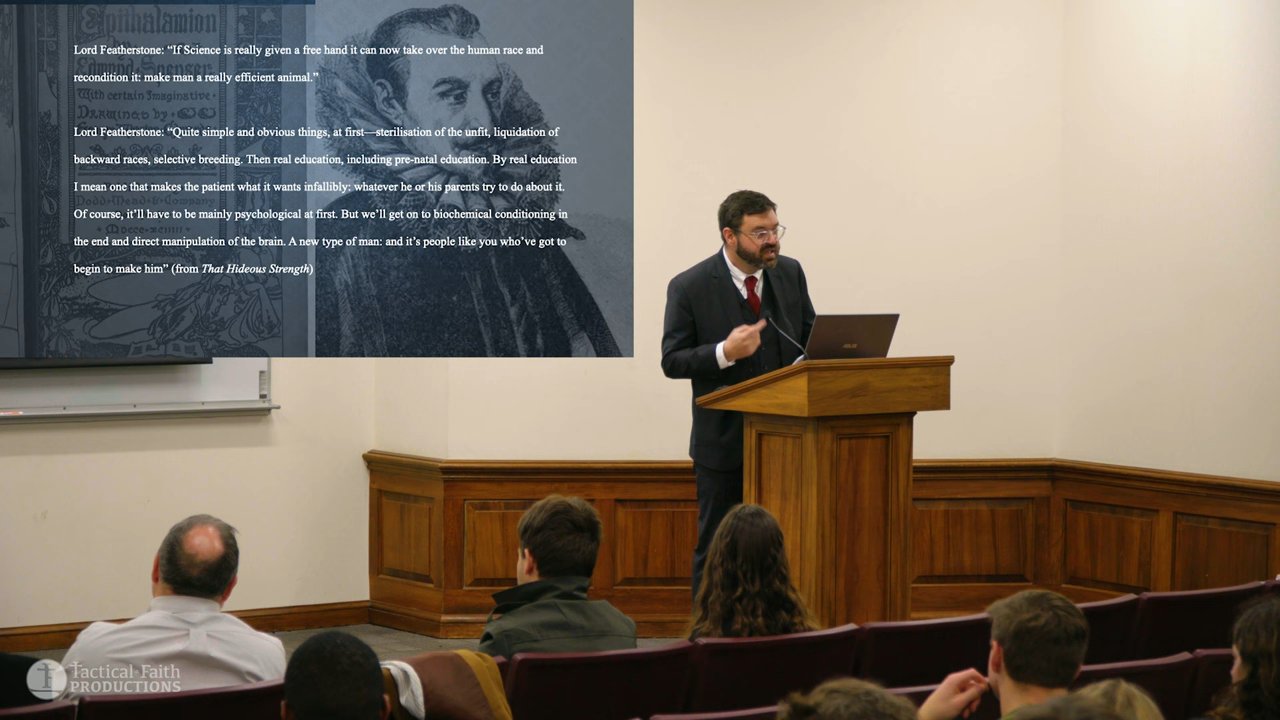 Epithalamion
by
Edmund Spenser
With certain Imaginative
Drawings by
Lord Featherstone: “If Science is really given a free hand it can now take over the human race and
recondition it: make man a really efficient animal.”
Lord Featherstone: “Quite simple and obvious things, at first—sterilisation of the unfit, liquidation of
backward races, selective breeding. Then real education, including pre-natal education. By real education
I mean one that makes the patient what it wants infallibly: whatever he or his parents try to do about it.
Of course, it’ll have to be mainly psychological at first. But we’ll get on to biochemical conditioning in
the end and direct manipulation of the brain. A new type of man: and it’s people like you who’ve got to
begin to make him” (from That Hideous Strength)
Dodd·Mead·&·Company
ASUS
Tactical·Faith
PRODUCTIONS